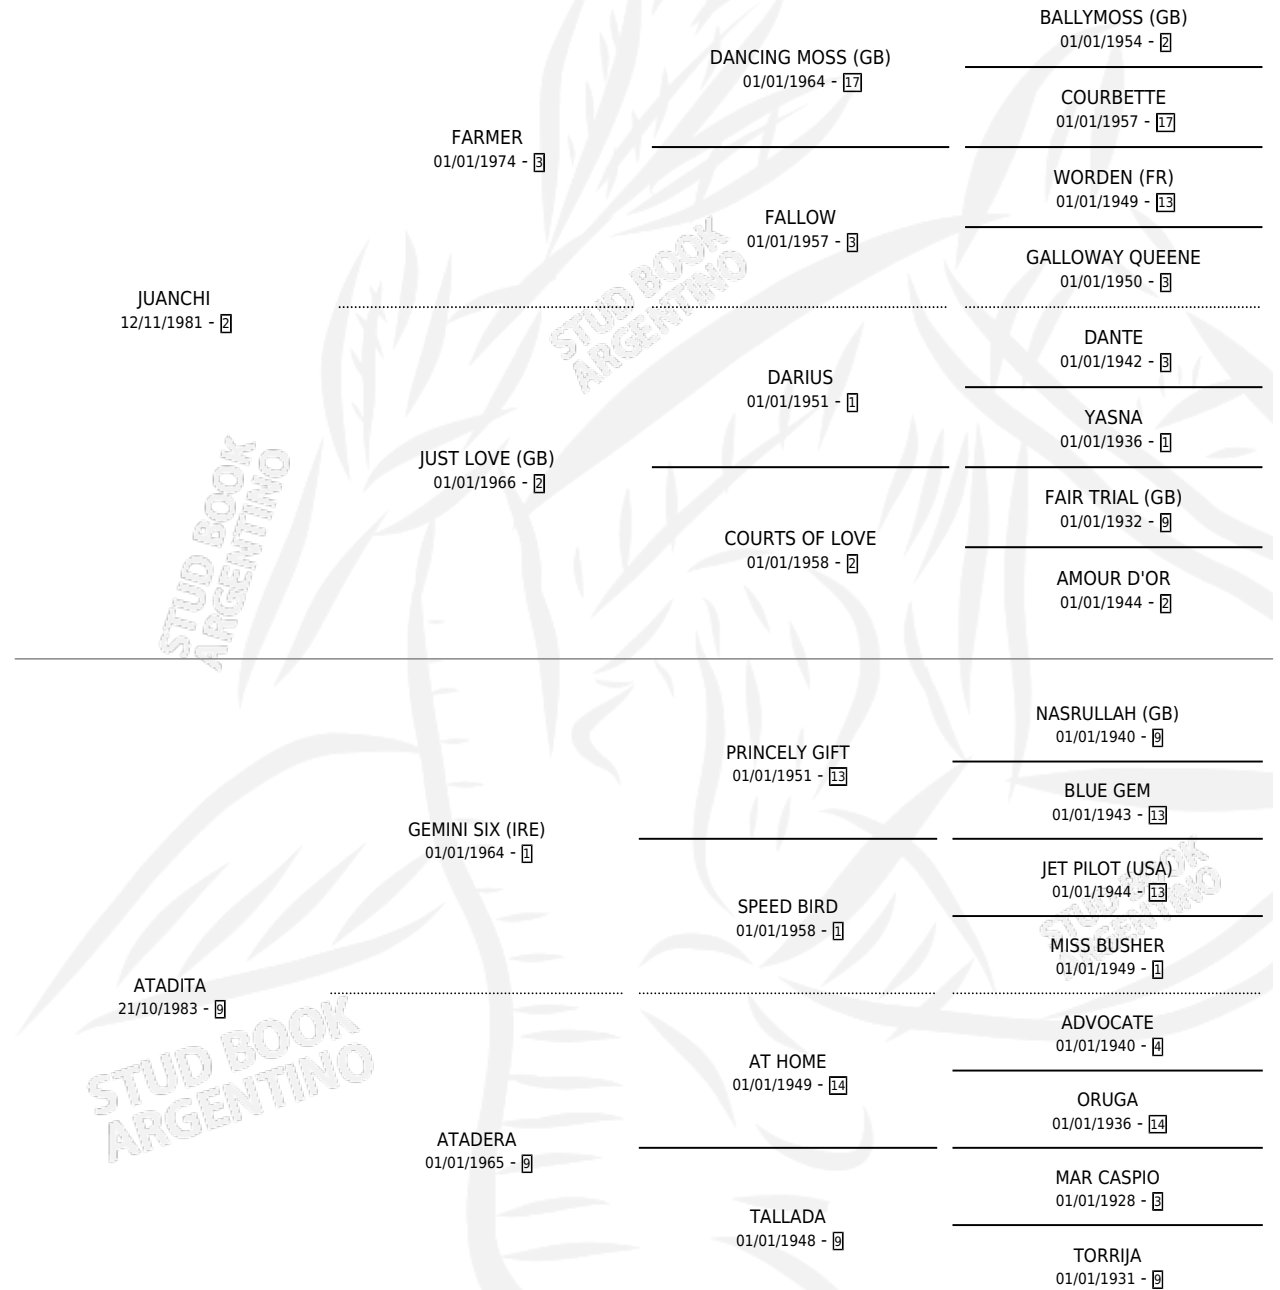 BALLYMOSS (GB)
01/01/1954 - 2
DANCING MOSS (GB)
01/01/1964 - 17
COURBETTE
01/01/1957 - 17
FARMER
01/01/1974 - 3
WORDEN (FR)
01/01/1949 - 13
FALLOW
01/01/1957 - 3
GALLOWAY QUEENE
01/01/1950 - 3
JUANCHI
12/11/1981 - 2
DANTE
01/01/1942 - 3
DARIUS
01/01/1951 - 1
YASNA
01/01/1936 - 1
JUST LOVE (GB)
01/01/1966 - 2
FAIR TRIAL (GB)
01/01/1932 - 9
COURTS OF LOVE
01/01/1958 - 2
AMOUR D'OR
01/01/1944 - 2
NASRULLAH (GB)
01/01/1940 - 9
PRINCELY GIFT
01/01/1951 - 13
BLUE GEM
01/01/1943 - 13
GEMINI SIX (IRE)
01/01/1964 - 1
JET PILOT (USA)
01/01/1944 - 13
SPEED BIRD
01/01/1958 - 1
MISS BUSHER
01/01/1949 - 1
ATADITA
21/10/1983 - 9
ADVOCATE
01/01/1940 - 4
AT HOME
01/01/1949 - 14
ORUGA
01/01/1936 - 14
ATADERA
01/01/1965 - 9
MAR CASPIO
01/01/1928 - 3
TALLADA
01/01/1948 - 9
TORRIJA
01/01/1931 - 9
STUD BOOK
ARGENTINO
STUD BOOK
ARGENTINO
STUD BOOK
ARGENTINO
STUD BOOK
ARGENTINO